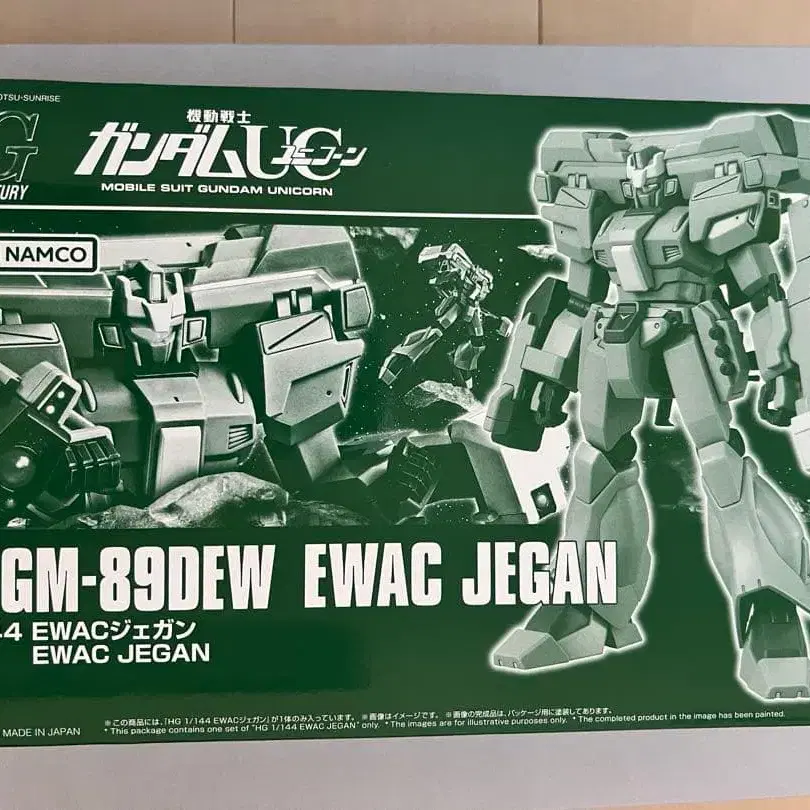 OTSU・SUNRISE
G
TURY
機動戦士
ガンダムUC
ユニコーン
MOBILE SUIT GUNDAM UNICORN
NAMCO
GM-89DEW EWAC JEGAN
44 EWACジェガン
EWAC JEGAN
MADE IN JAPAN
※この商品には、「HG 1/144 EWACジェガン」が1体のみ入っています。 ※画像はイメージです。 ※画像の完成品は、パッケージ用に塗装してあります。
* This package contains one set of "HG 1/144 EWAC JEGAN" only. * The images are for illustrative purposes only. * The completed product in the image has been painted.